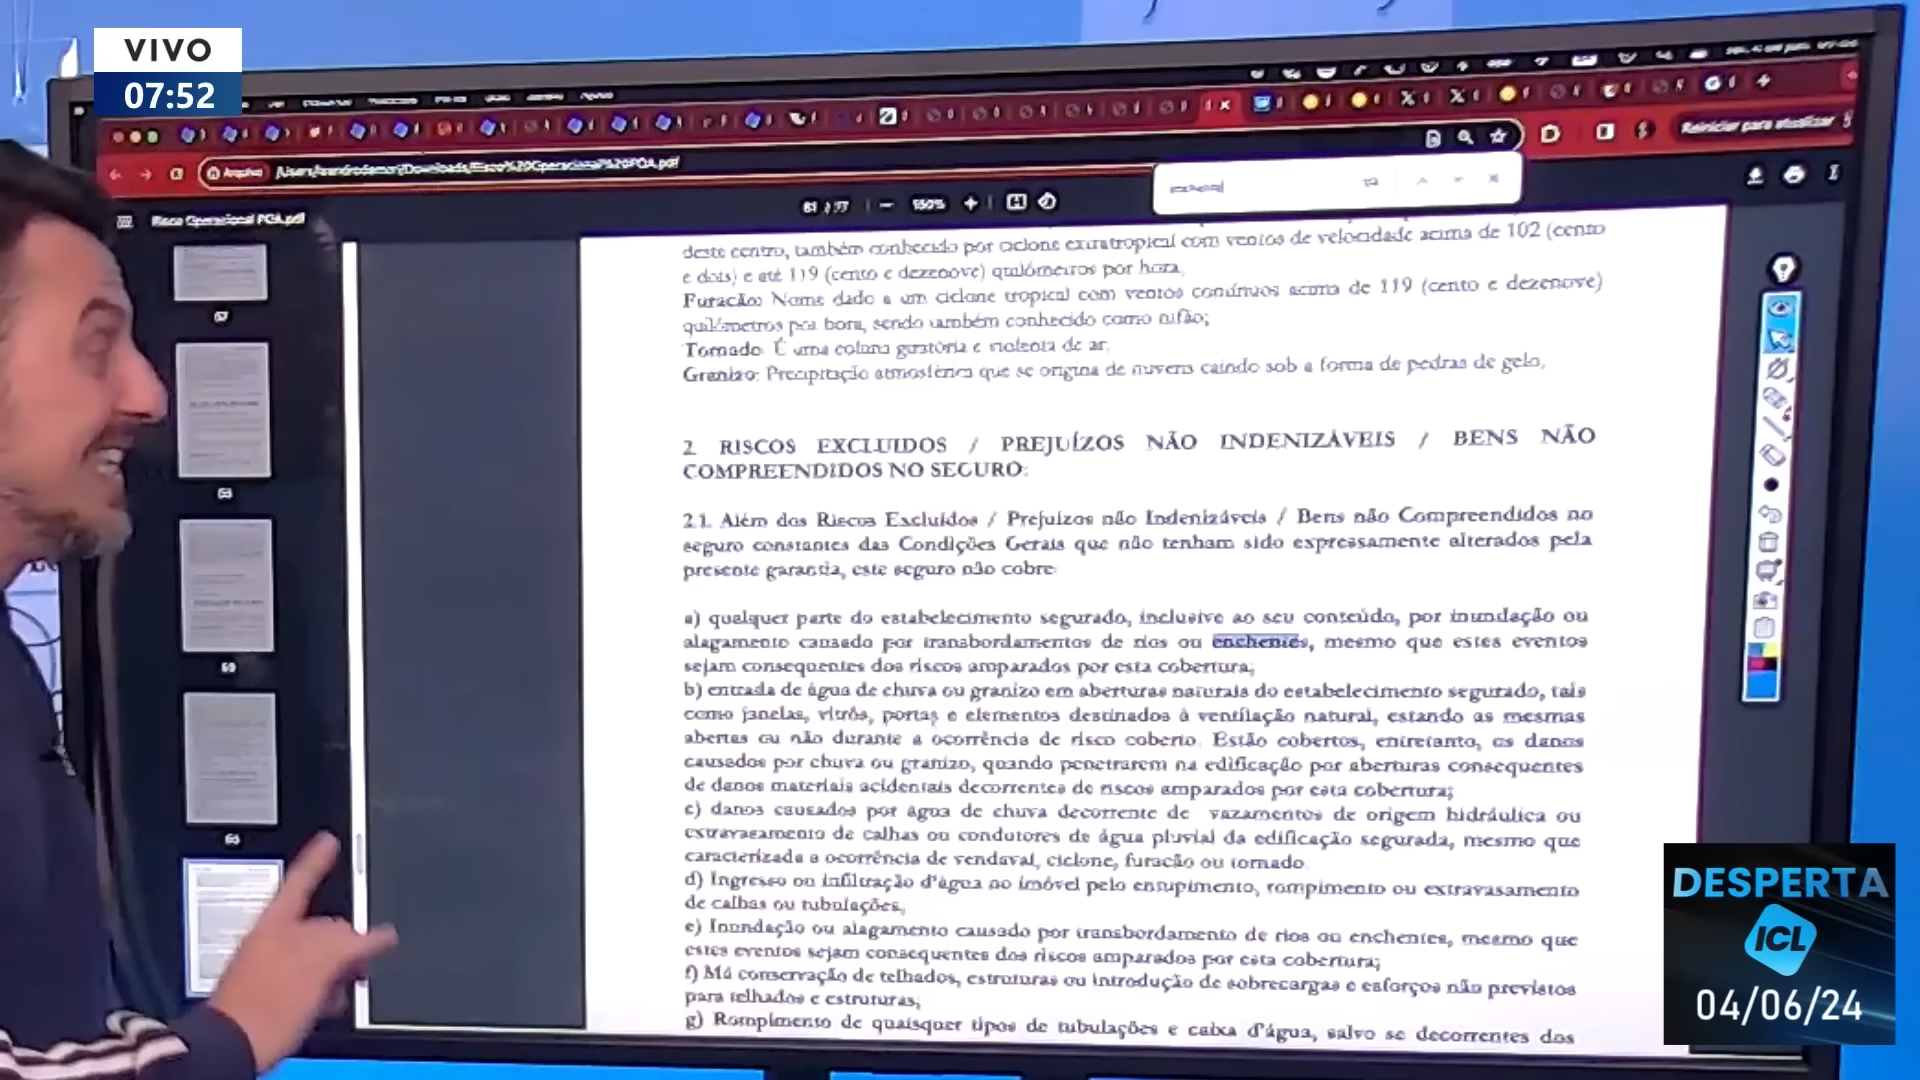 VIVO
07:52
Reiniciar para atualizar
Arquivo
Risco Operacional POA.pdf
150%
deste centro, também conhecido por ciclone extratropical com ventos de velocidade acima de 102 (cento
e dois) e até 119 (cento e dezenove) quilômetros por hora,
Furacão: Nome dado a um ciclone tropical com ventos contínuos acima de 119 (cento e dezenove)
quilômetros por hora, sendo também conhecido como tufão;
Tornado: É uma coluna giratória e violenta de ar,
Granizo: Precipitação atmosférica que se origina de nuvens caindo sob a forma de pedras de gelo,
2. RISCOS EXCLUIDOS / PREJUÍZOS NÃO INDENIZÁVEIS / BENS NÃO
COMPREENDIDOS NO SEGURO:
2.1. Além dos Riscos Excluídos / Prejuízos não Indenizáveis / Bens não Compreendidos no
seguro constantes das Condições Gerais que não tenham sido expressamente alterados pela
presente garantia, este seguro não cobre:
a) qualquer parte do estabelecimento segurado, inclusive ao seu conteúdo, por inundação ou
alagamento causado por transbordamentos de rios ou enchentes, mesmo que estes eventos
sejam consequentes dos riscos amparados por esta cobertura;
b) entrada de água de chuva ou granizo em aberturas naturais do estabelecimento segurado, tais
como janelas, vitrôs, portas e elementos destinados à ventilação natural, estando as mesmas
abertas ou não durante a ocorrência de risco coberto. Estão cobertos, entretanto, os danos
causados por chuva ou granizo, quando penetrarem na edificação por aberturas consequentes
de danos materiais acidentais decorrentes de riscos amparados por esta cobertura;
c) danos causados por água de chuva decorrente de vazamentos de origem hidráulica ou
extravasamento de calhas ou condutores de água pluvial da edificação segurada, mesmo que
caracterizada a ocorrência de vendaval, ciclone, furacão ou tornado.
d) Ingresso ou infiltração d'água no imóvel pelo entupimento, rompimento ou extravasamento
de calhas ou tubulações,
e) Inundação ou alagamento causado por transbordamento de rios ou enchentes, mesmo que
estes eventos sejam consequentes dos riscos amparados por esta cobertura;
f) Má conservação de telhados, estruturas ou introdução de sobrecargas e esforços não previstos
para telhados e estruturas;
g) Rompimento de quaisquer tipos de tubulações e caixa d'água, salvo se decorrentes dos
DESPERTA
ICL
04/06/24